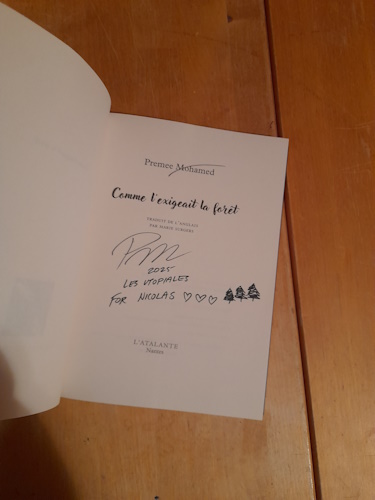 Premee Mohamed
Comme l'exigeait la forêt
TRADUIT DE L'ANGLAIS
PAR MARIE SURGERS
PM
2025
LES UTOPIALES
FOR NICOLAS ♡♡♡
L'ATALANTE
Nantes